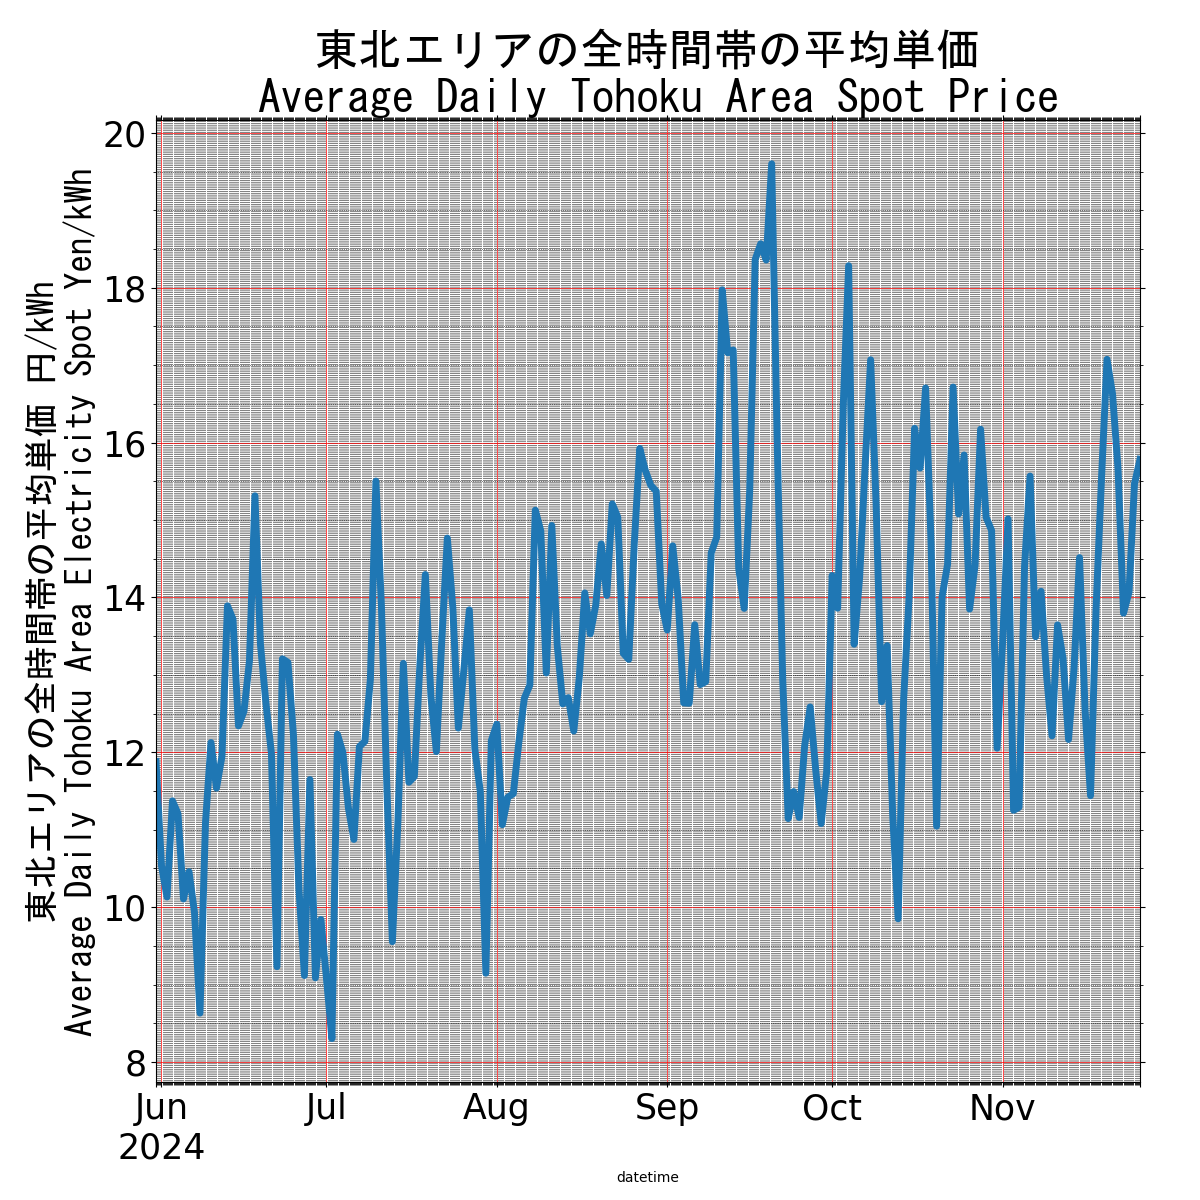 東北エリアの全時間帯の平均単価
Average Daily Tohoku Area Spot Price
東北エリアの全時間帯の平均単価 円/kWh
Average Daily Tohoku Area Electricity Spot Yen/kWh
20
18
16
14
12
10
8
Jun Jul Aug Sep Oct Nov
2024
datetime